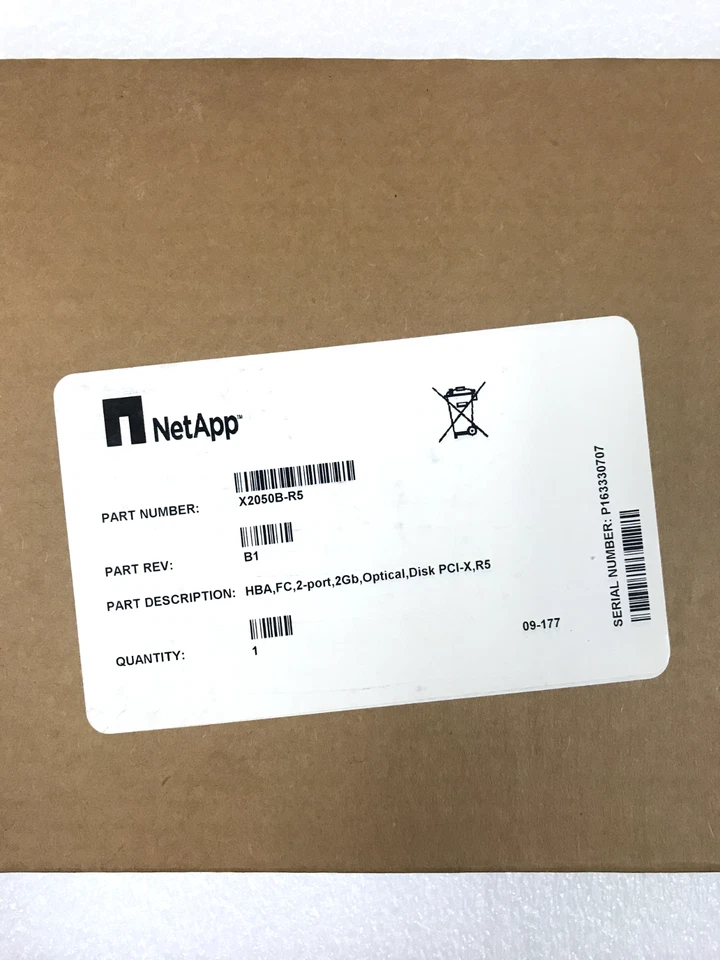 NetApp™
PART NUMBER: X2050B-R5
PART REV: B1
PART DESCRIPTION: HBA,FC,2-port,2Gb,Optical,Disk PCI-X,R5
QUANTITY: 1
09-177
SERIAL NUMBER: P163330707